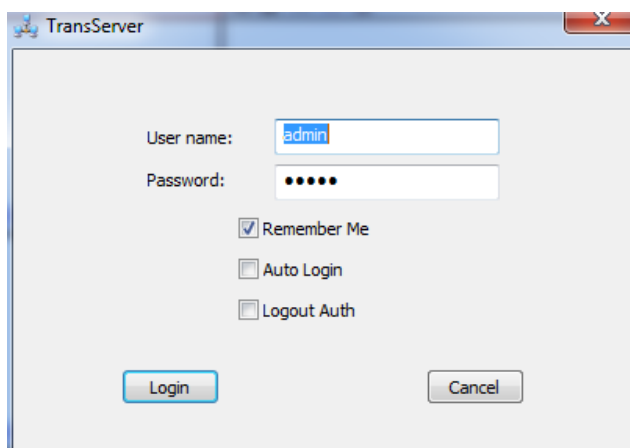 TransServer
User name:
admin
Password:
•••••
Remember Me
Auto Login
Logout Auth
Login
Cancel